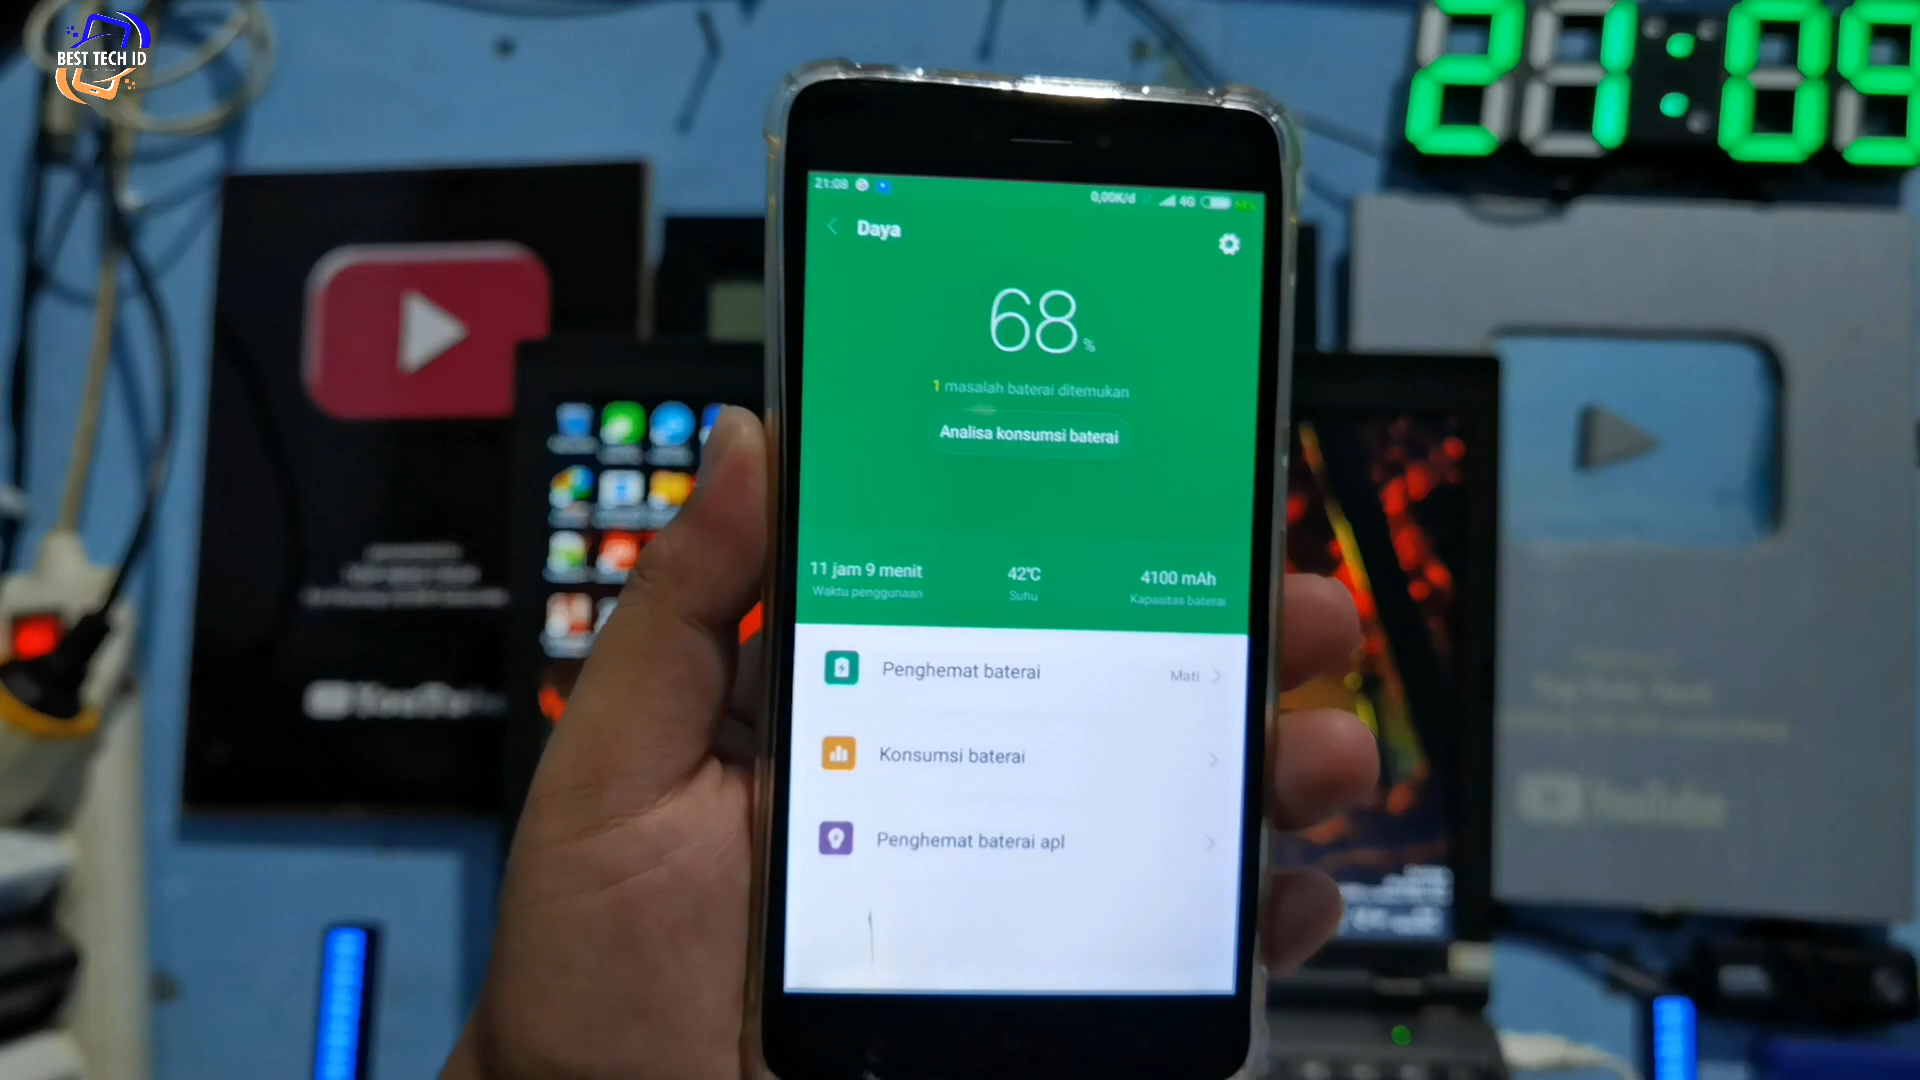 BEST TECH ID
21:09
21:08
0,00K/d
4G
68%
Daya
68%
1 masalah baterai ditemukan
Analisa konsumsi baterai
11 jam 9 menit
Waktu penggunaan
42°C
Suhu
4100 mAh
Kapasitas baterai
Penghemat baterai
Mati
Konsumsi baterai
Penghemat baterai apl
YouTube